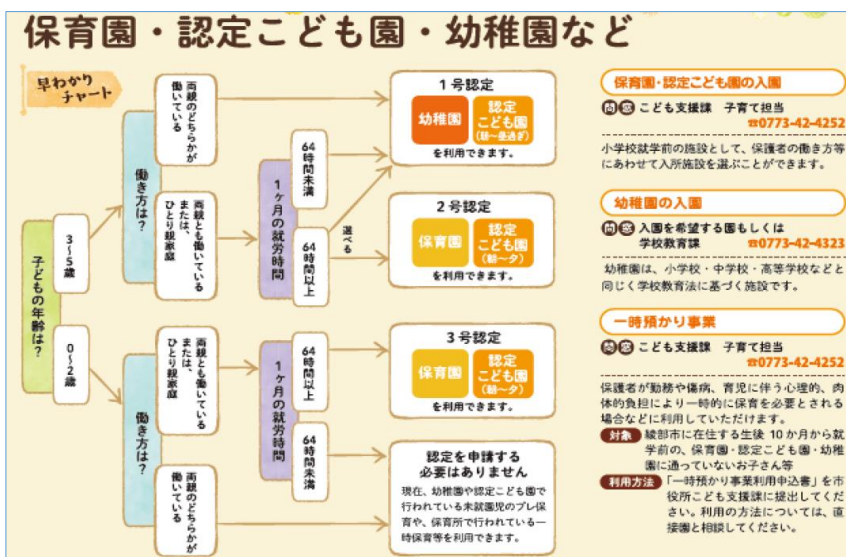 保育園・認定こども園・幼稚園など
早わかり
チャート
子どもの年齢は？
3～5歳
0～2歳
働き方は？
両親のどちらかが
働いている
両親とも働いている
または、
ひとり親家庭
1ヶ月の就労時間
64時間未満
64時間以上
選べる
1号認定
幼稚園
認定
こども園
(朝～昼過ぎ)
を利用できます。
2号認定
保育園
認定
こども園
(朝～夕)
を利用できます。
働き方は？
両親とも働いている
または、
ひとり親家庭
両親のどちらかが
働いている
1ヶ月の就労時間
64時間以上
64時間未満
3号認定
保育園
認定
こども園
(朝～夕)
を利用できます。
認定を申請する
必要はありません
現在、幼稚園や認定こども園で
行われている未就園児のプレ保
育や、保育所で行われている一
時保育等を利用できます。
保育園・認定こども園の入園
問 窓 こども支援課 子育て担当
☎0773-42-4252
小学校就学前の施設として、保護者の働き方等
にあわせて入所施設を選ぶことができます。
幼稚園の入園
問 窓 入園を希望する園もしくは
学校教育課 ☎0773-42-4323
幼稚園は、小学校・中学校・高等学校などと
同じく学校教育法に基づく施設です。
一時預かり事業
問 窓 こども支援課 子育て担当
☎0773-42-4252
保護者が勤務や傷病、育児に伴う心理的、肉
体的負担により一時的に保育を必要とされる
場合などに利用していただけます。
対象 綾部市に在住する生後10か月から就
学前の、保育園・認定こども園・幼稚
園に通っていないお子さん等
利用方法 「一時預かり事業利用申込書」を市
役所こども支援課に提出してくだ
さい。利用の方法については、直
接園と相談してください。